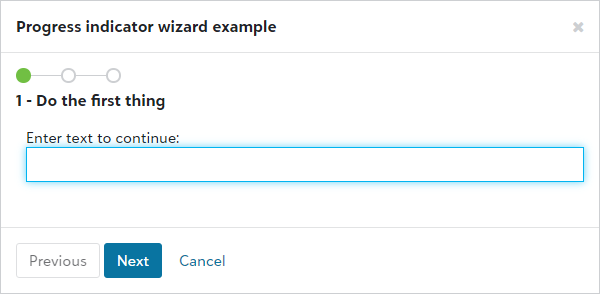 Progress indicator wizard example
1 - Do the first thing
Enter text to continue:
Previous Next Cancel